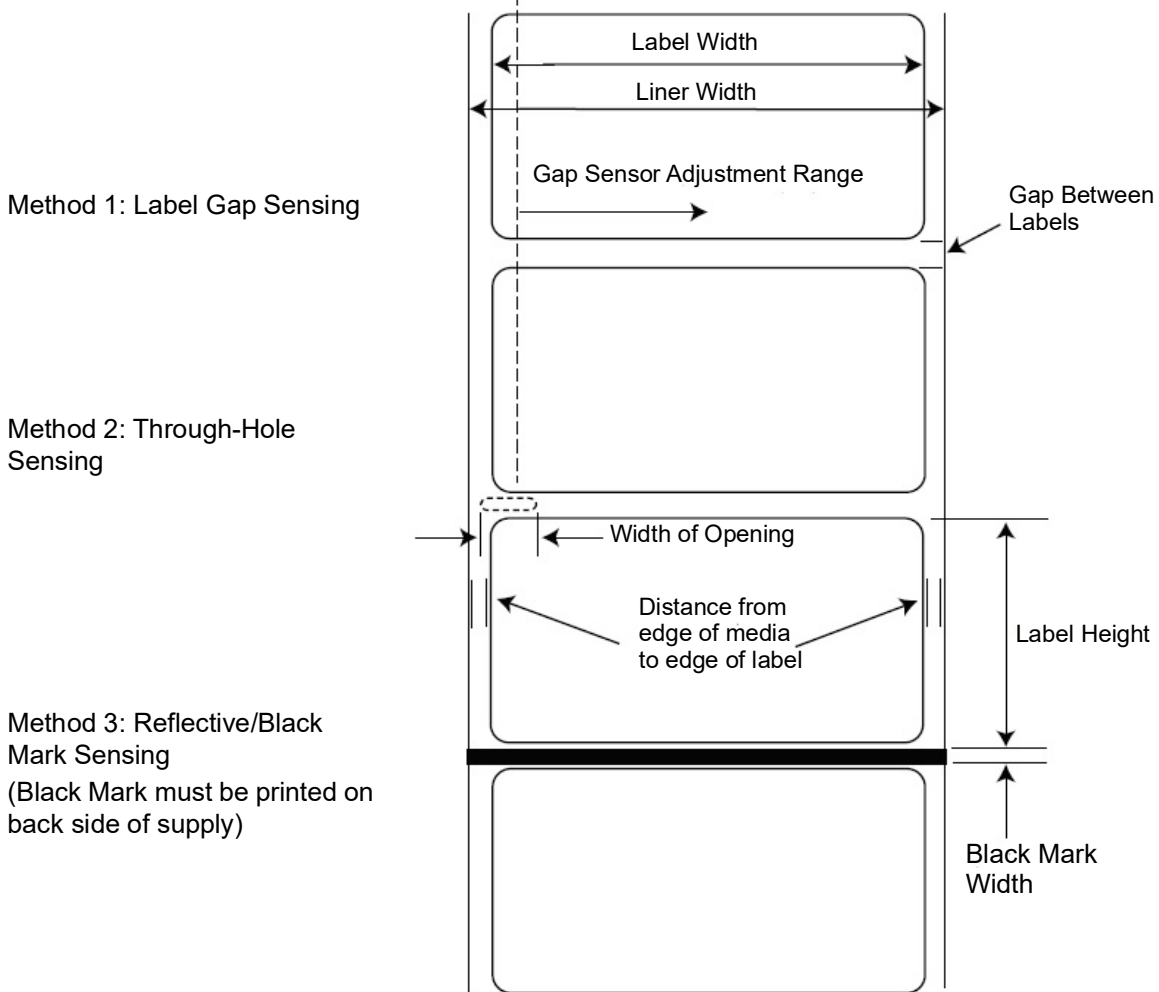 Label Width
Liner Width
Gap Sensor Adjustment Range
Method 1: Label Gap Sensing
Gap Between
Labels
Method 2: Through-Hole
Sensing
Width of Opening
Distance from
edge of media
to edge of label
Label Height
Method 3: Reflective/Black
Mark Sensing
(Black Mark must be printed on
back side of supply)
Black Mark
Width